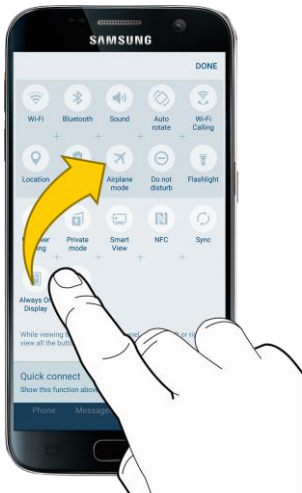 SAMSUNG
DONE
Wi-Fi Bluetooth Sound Auto rotate Wi-Fi Calling
Location Airplane mode Do not disturb Flashlight
Private mode Smart View NFC Sync
Always On Display
While viewing
view all the
Quick connect
Show this function above
Phone